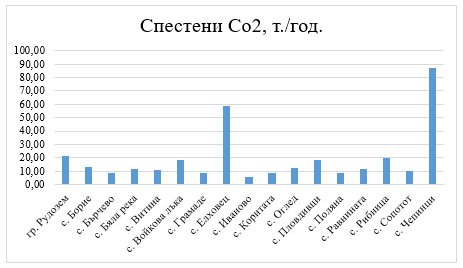 Спестени Co2, т./год.
100,00
90,00
80,00
70,00
60,00
50,00
40,00
30,00
20,00
10,00
0,00
гр. Рудозем
с. Борие
с. Бърчево
с. Бяла река
с. Витина
с. Войкова лъка
с. Грамаде
с. Елховец
с. Иваново
с. Коритата
с. Оглед
с. Пловдивци
с. Поляна
с. Равнината
с. Рибница
с. Сопотот
с. Чепинци